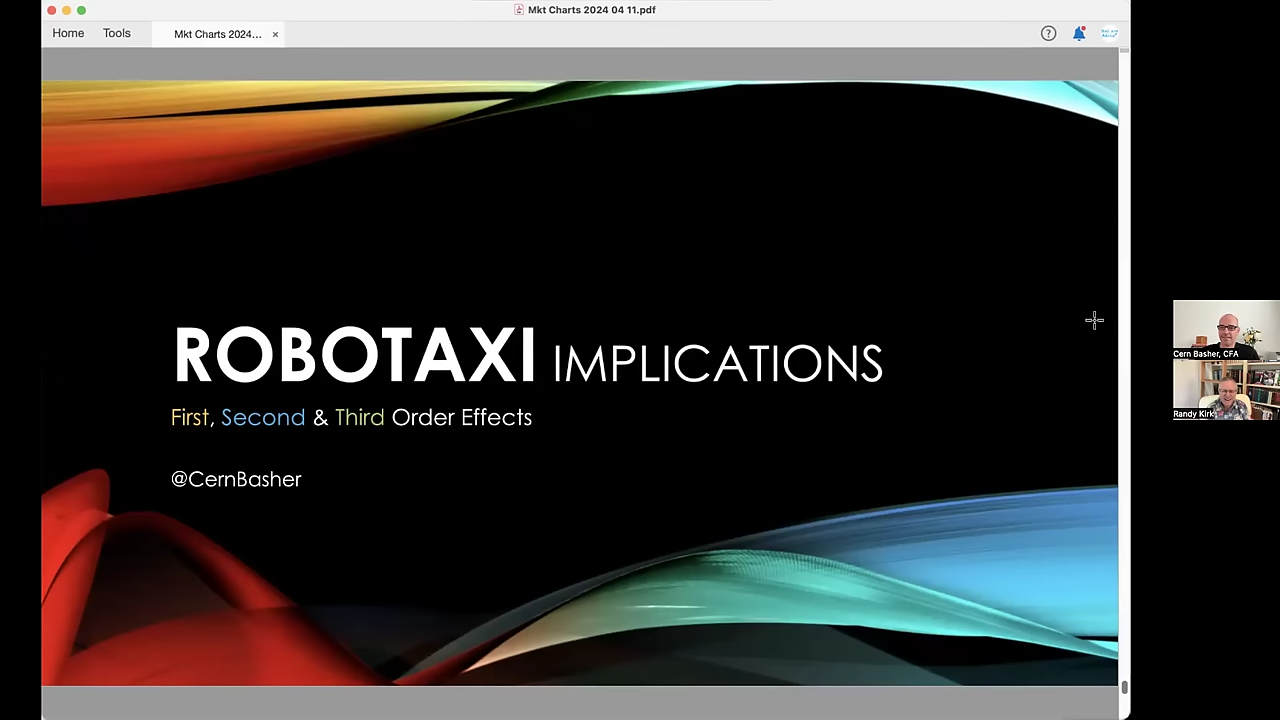 Mkt Charts 2024 04 11.pdf
Home
Tools
Mkt Charts 2024...
ROBOTAXI IMPLICATIONS
First, Second & Third Order Effects
@CernBasher
Cern Basher, CFA
Randy Kirk